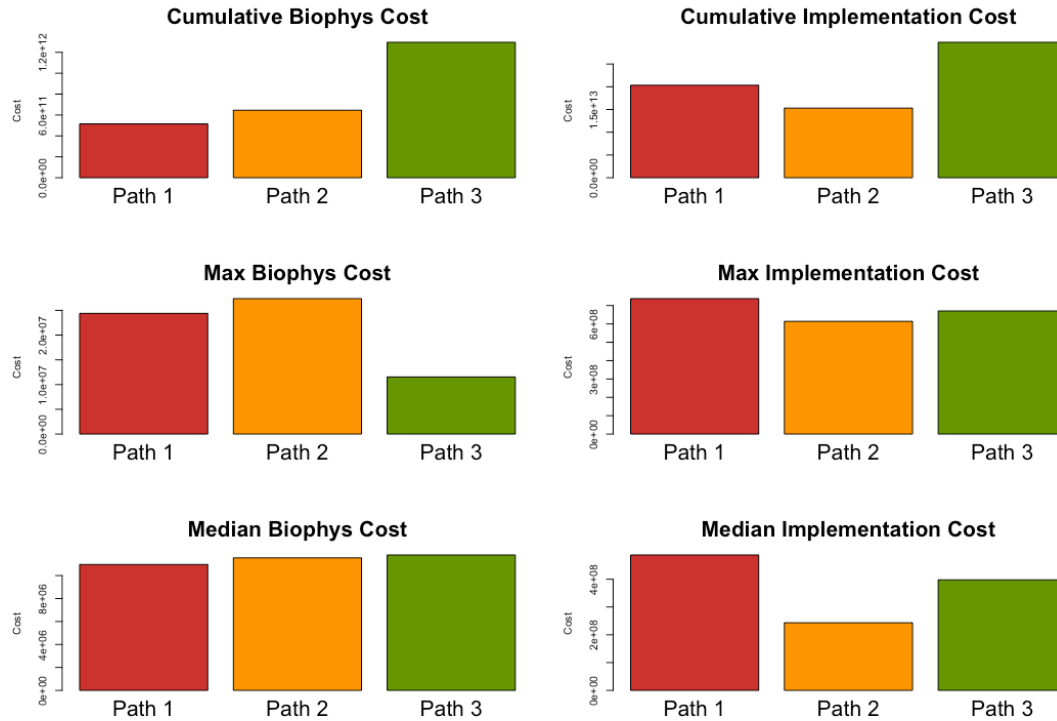 Cumulative Biophys Cost
Cost
0.0e+00 6.0e+11 1.2e+12
Path 1 Path 2 Path 3
Cumulative Implementation Cost
Cost
0.0e+00 1.5e+13
Path 1 Path 2 Path 3
Max Biophys Cost
Cost
0.0e+00 1.0e+07 2.0e+07
Path 1 Path 2 Path 3
Max Implementation Cost
Cost
0e+00 3e+08 6e+08
Path 1 Path 2 Path 3
Median Biophys Cost
Cost
0e+00 4e+06 8e+06
Path 1 Path 2 Path 3
Median Implementation Cost
Cost
0e+00 2e+08 4e+08
Path 1 Path 2 Path 3